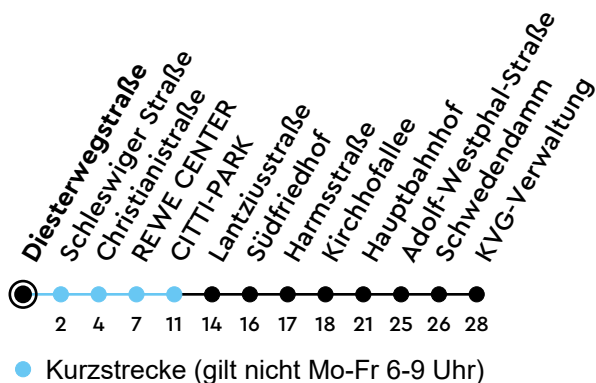 Diesterwegstraße
Schleswiger Straße
Christianistraße
REWE CENTER
CITTI-PARK
Lantziusstraße
Südfriedhof
Harmsstraße
Kirchhofallee
Hauptbahnhof
Adolf-Westphal-Straße
Schwedendamm
KVG-Verwaltung
2 4 7 11 14 16 17 18 21 25 26 28
Kurzstrecke (gilt nicht Mo-Fr 6-9 Uhr)